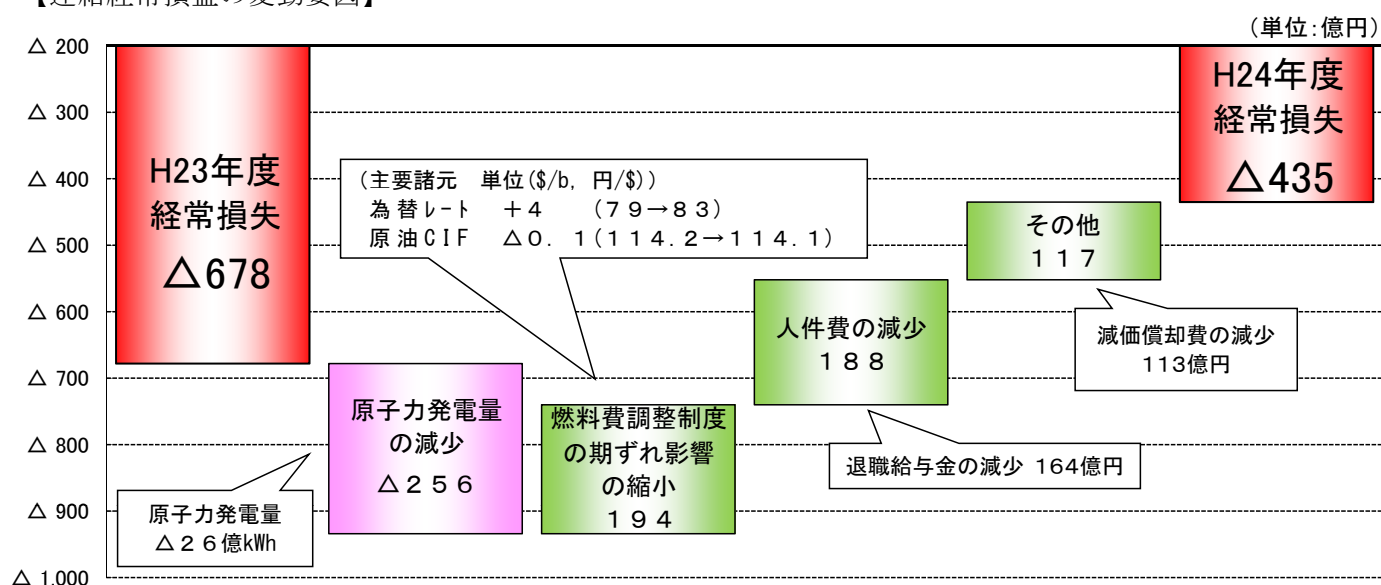 【連結経常損益の変動要因】
(単位:億円)
△ 200
△ 300
△ 400
△ 500
△ 600
△ 700
△ 800
△ 900
△ 1,000
H23年度
経常損失
△678
原子力発電量
△26億kWh
原子力発電量
の減少
△256
(主要諸元 単位($/b, 円/$))
為替レート +4 (79→83)
原油CIF △0.1(114.2→114.1)
燃料費調整制度
の期ずれ影響
の縮小
194
人件費の減少
188
退職給与金の減少 164億円
その他
117
減価償却費の減少
113億円
H24年度
経常損失
△435